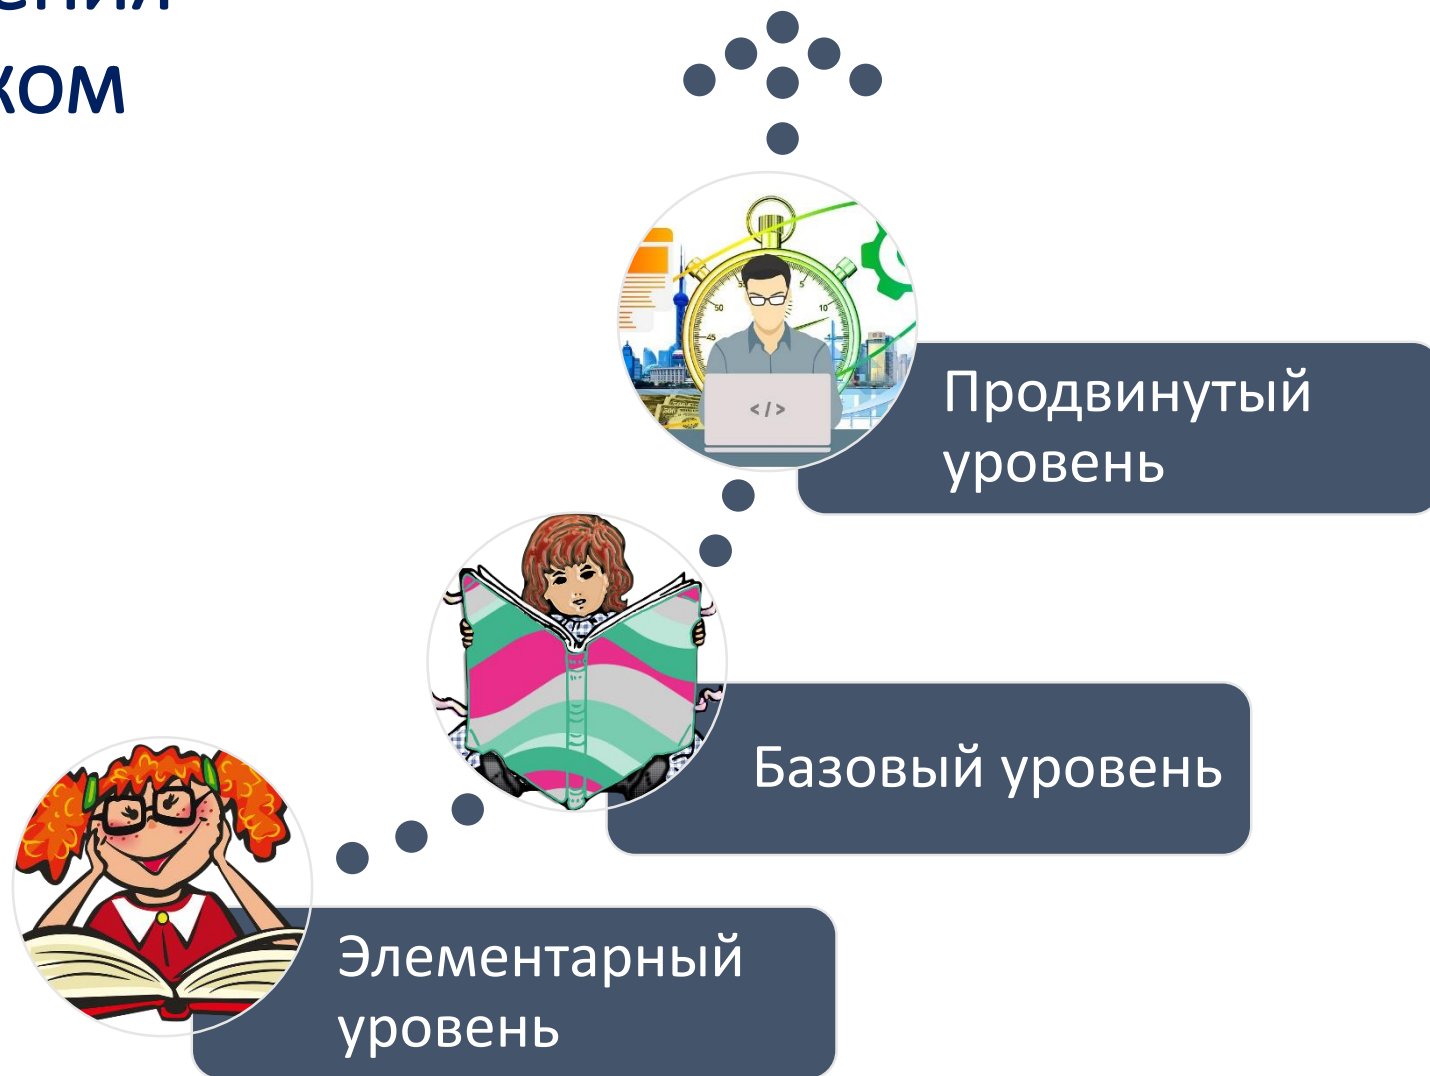 ком
Продвинутый
уровень
</>
Базовый уровень
Элементарный
уровень